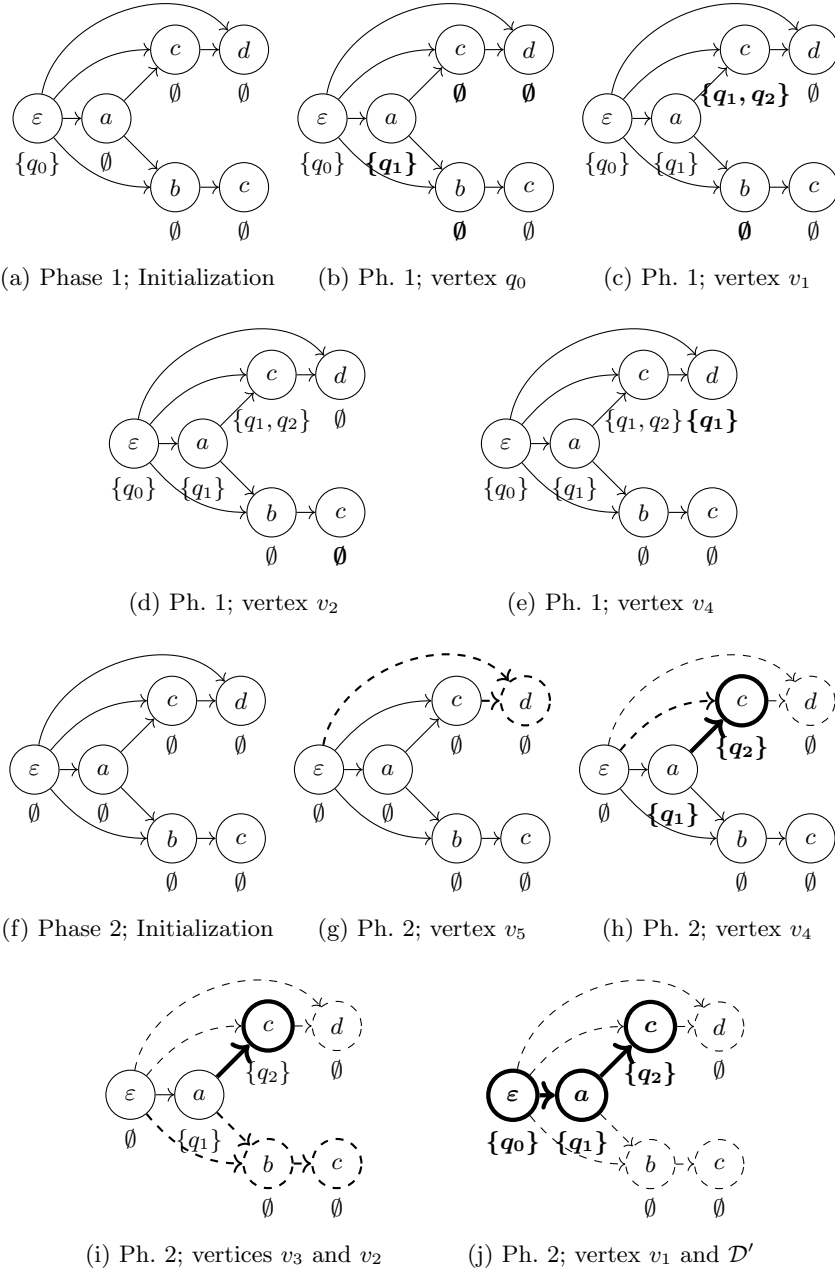 c d
∅ ∅
ε a
{q₀} ∅
b c
∅ ∅
(a) Phase 1; Initialization
c d
∅ ∅
ε a
{q₀} {q₁}
b c
∅ ∅
(b) Ph. 1; vertex q₀
c d
{q₁, q₂} ∅
ε a
{q₀} {q₁}
b c
∅ ∅
(c) Ph. 1; vertex v₁
c d
{q₁, q₂} ∅
ε a
{q₀} {q₁}
b c
∅ ∅
(d) Ph. 1; vertex v₂
c d
{q₁, q₂} {q₁}
ε a
{q₀} {q₁}
b c
∅ ∅
(e) Ph. 1; vertex v₄
c d
∅ ∅
ε a
∅ ∅
b c
∅ ∅
(f) Phase 2; Initialization
c d
∅ ∅
ε a
∅ ∅
b c
∅ ∅
(g) Ph. 2; vertex v₅
c d
{q₂} ∅
ε a
∅ {q₁}
b c
∅ ∅
(h) Ph. 2; vertex v₄
c d
{q₂} ∅
ε a
∅ {q₁}
b c
∅ ∅
(i) Ph. 2; vertices v₃ and v₂
c d
{q₂} ∅
ε a
{q₀} {q₁}
b c
∅ ∅
(j) Ph. 2; vertex v₁ and 𝒟′